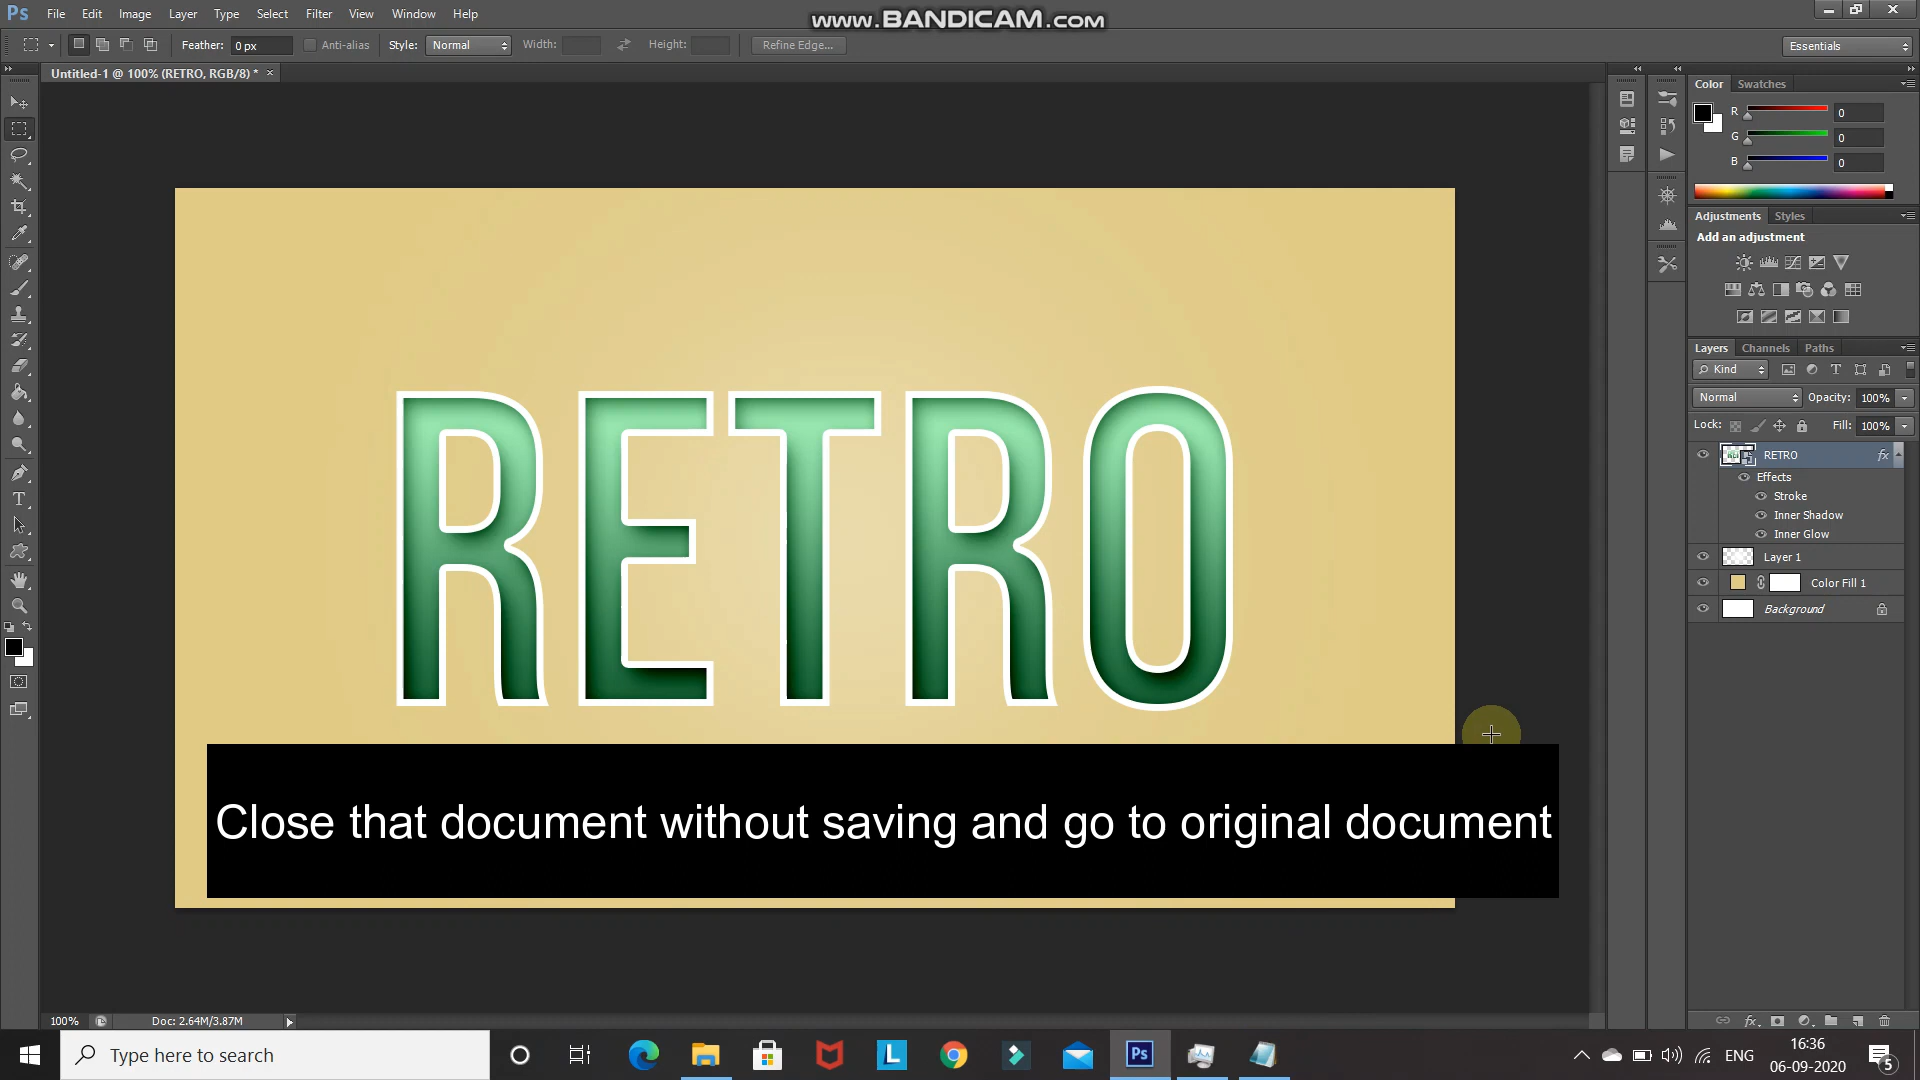 Ps File Edit Image Layer Type Select Filter View Window Help
www.BANDICAM.com
Feather: 0 px Anti-alias Style: Normal Width: Height: Refine Edge... Essentials
Untitled-1 @ 100% (RETRO, RGB/8) * ×
Color Swatches
R 0
G 0
B 0
Adjustments Styles
Add an adjustment
Layers Channels Paths
Kind
Normal Opacity: 100%
Lock: Fill: 100%
RETRO fx
Effects
Stroke
Inner Shadow
Inner Glow
Layer 1
Color Fill 1
Background
RETRO
Close that document without saving and go to original document
100% Doc: 2.64M/3.87M
Type here to search
L
Ps
ENG
16:36
06-09-2020
5